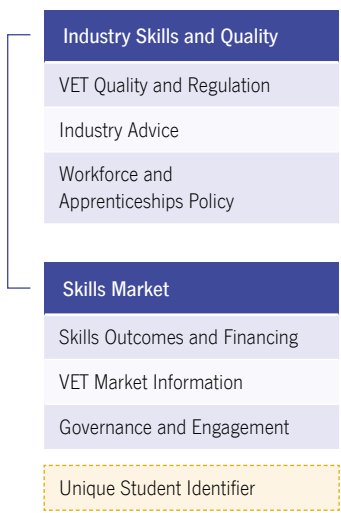 Industry Skills and Quality
VET Quality and Regulation
Industry Advice
Workforce and
Apprenticeships Policy
Skills Market
Skills Outcomes and Financing
VET Market Information
Governance and Engagement
Unique Student Identifier